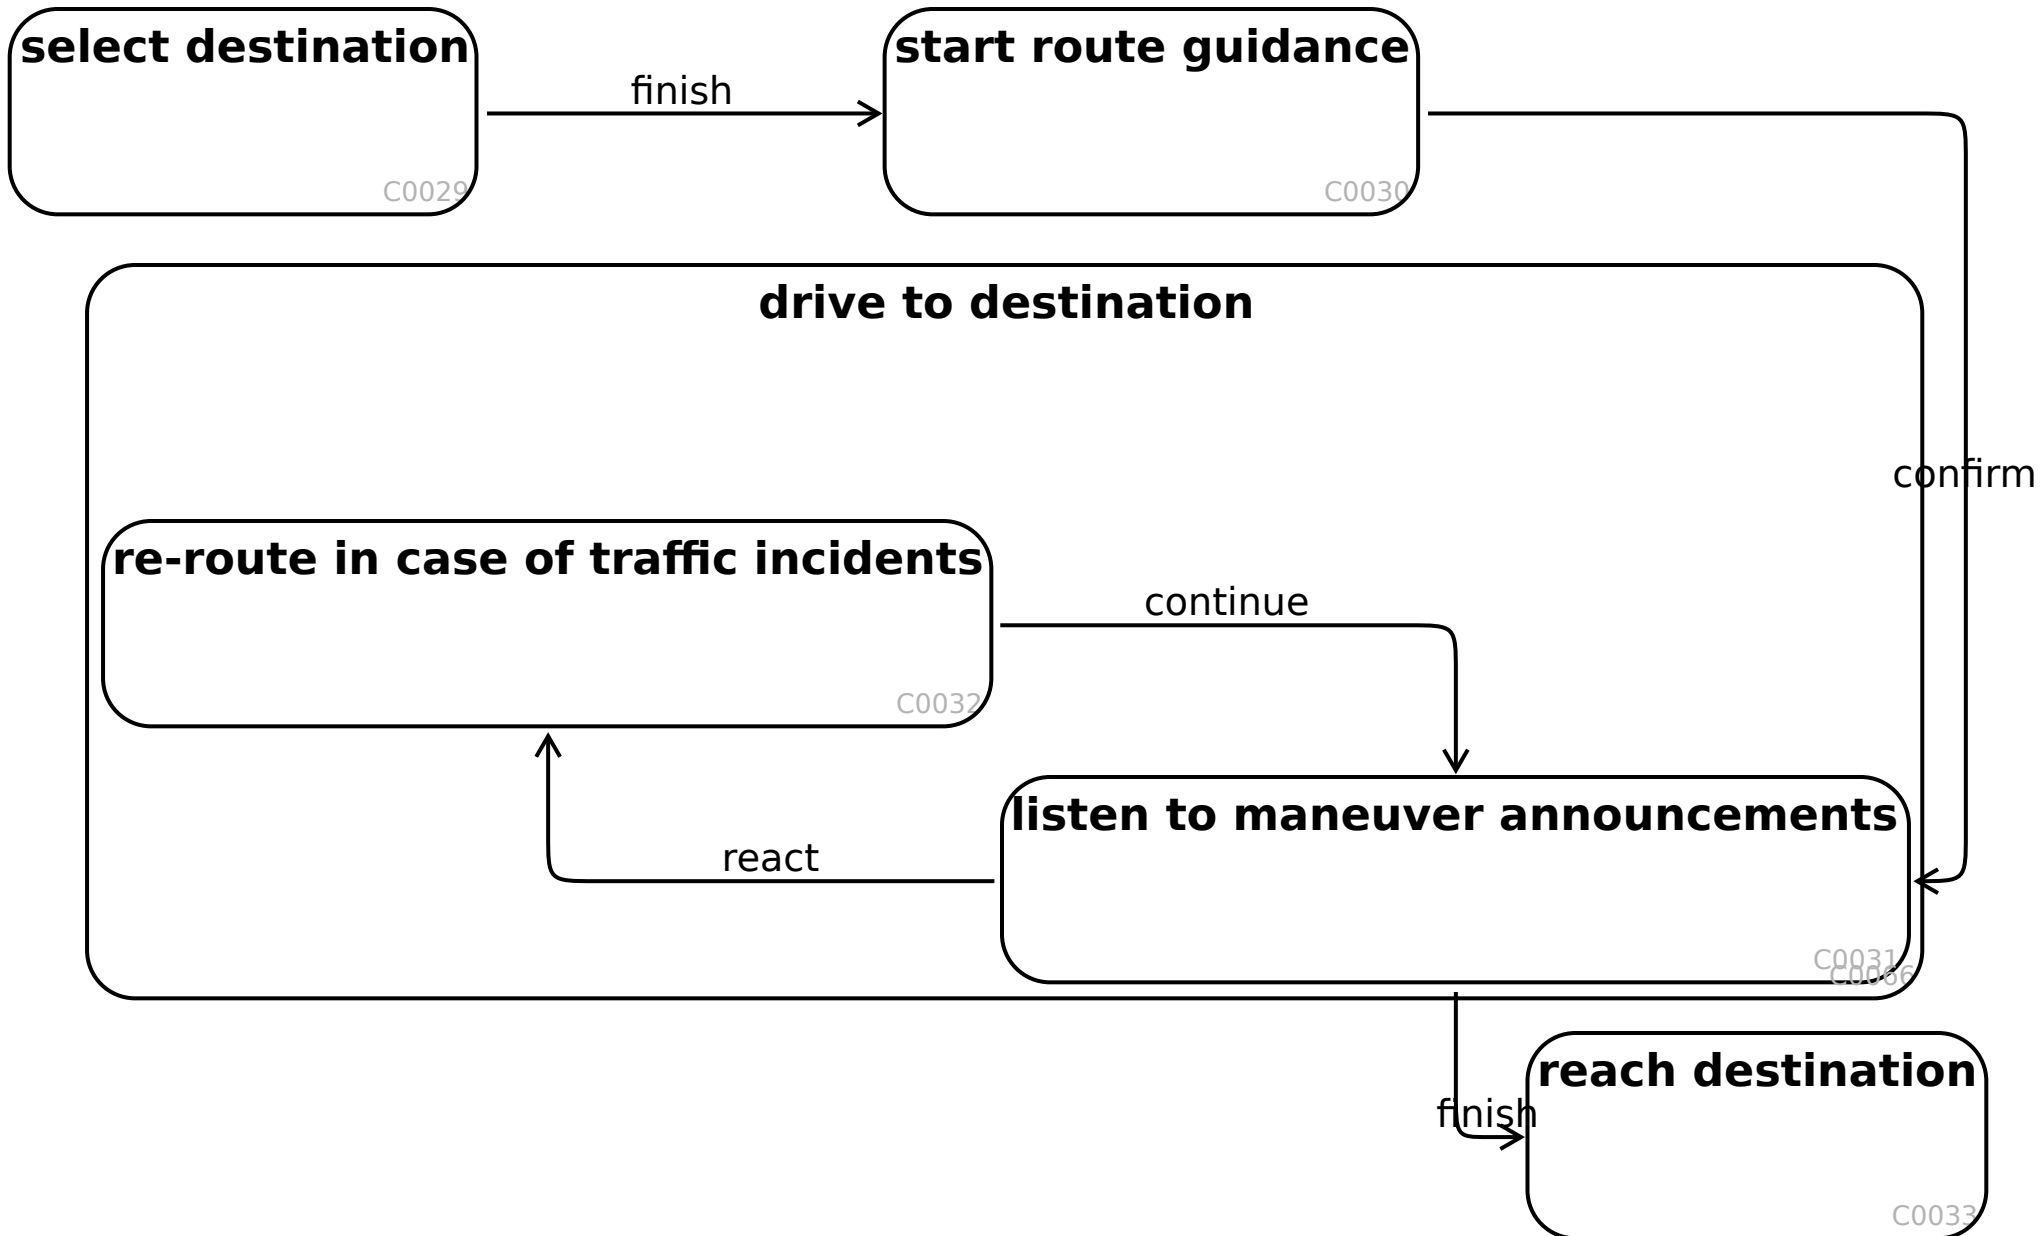 select destination
start route guidance
finish
C0029
C0030
drive to destination
confirm
re-route in case of traffic incidents
continue
C0032
listen to maneuver announcements
react
C0031
C0066
reach destination
finish
C0033